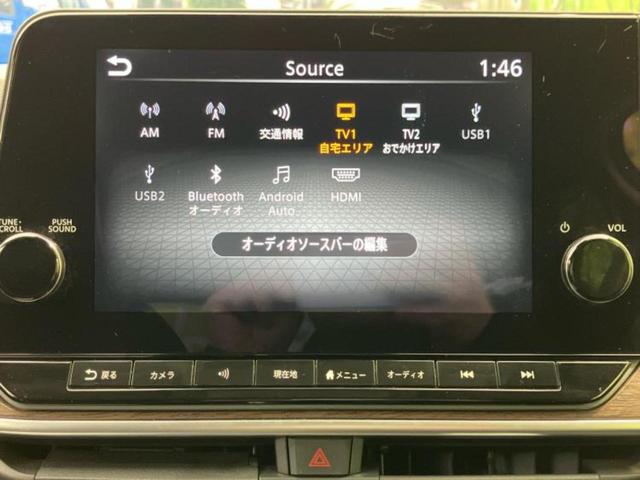 Source
1:46
AM
FM
交通情報
TV1
自宅エリア
TV2
おでかけエリア
USB1
USB2
Bluetooth
オーディオ
Android
Auto
HDMI
オーディオソースバーの編集
TUNE・
SCROLL
PUSH
SOUND
VOL
戻る
カメラ
現在地
メニュー
オーディオ